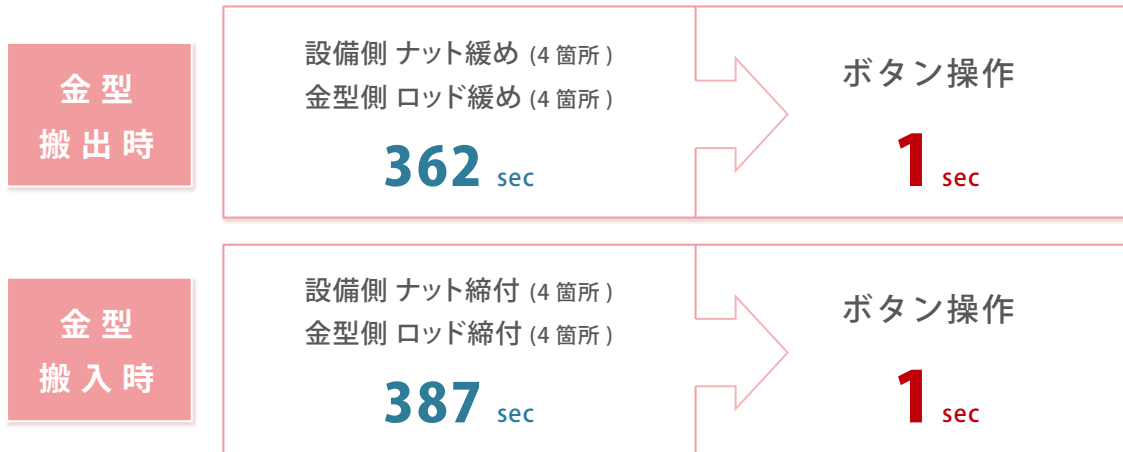 金型
搬出時
設備側 ナット緩め (4 箇所 )
金型側 ロッド緩め (4 箇所 )
362 sec
ボタン操作
1 sec
金型
搬入時
設備側 ナット締付 (4 箇所 )
金型側 ロッド締付 (4 箇所 )
387 sec
ボタン操作
1 sec